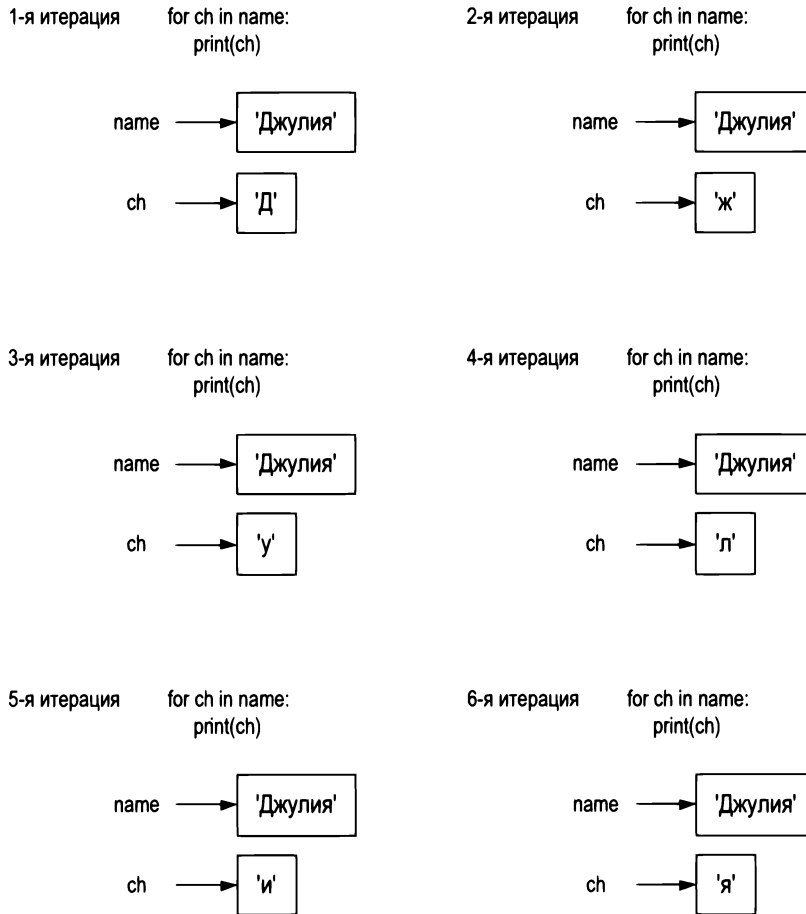 1-я итерация for ch in name:
print(ch)
name 'Джулия'
ch 'Д'
2-я итерация for ch in name:
print(ch)
name 'Джулия'
ch 'ж'
3-я итерация for ch in name:
print(ch)
name 'Джулия'
ch 'у'
4-я итерация for ch in name:
print(ch)
name 'Джулия'
ch 'л'
5-я итерация for ch in name:
print(ch)
name 'Джулия'
ch 'и'
6-я итерация for ch in name:
print(ch)
name 'Джулия'
ch 'я'